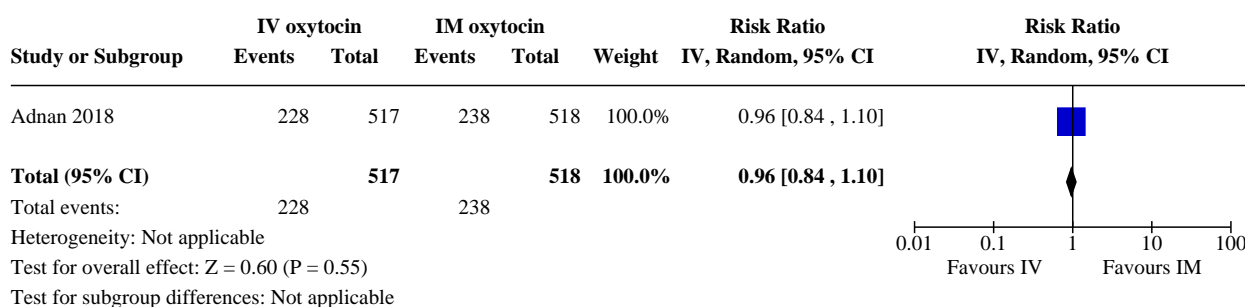 IV oxytocin IM oxytocin Risk Ratio Risk Ratio
Study or Subgroup Events Total Events Total Weight IV, Random, 95% CI IV, Random, 95% CI
Adnan 2018 228 517 238 518 100.0% 0.96 [0.84 , 1.10]
Total (95% CI) 517 518 100.0% 0.96 [0.84 , 1.10]
Total events: 228 238
Heterogeneity: Not applicable
0.01 0.1 1 10 100
Test for overall effect: Z = 0.60 (P = 0.55)
Favours IV Favours IM
Test for subgroup differences: Not applicable